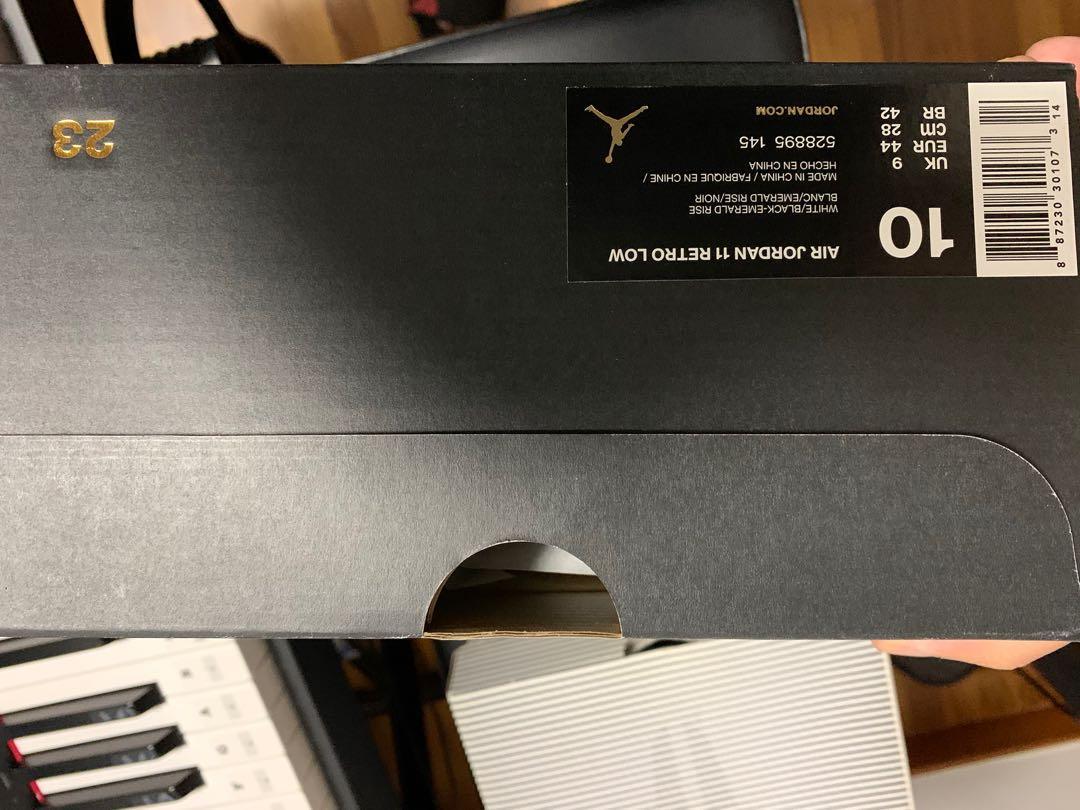 AIR JORDAN 11 RETRO LOW
WHITE/BLACK-EMERALD RISE
BLANC/EMERALD RISE/NOIR
MADE IN CHINA / FABRIQUE EN CHINE /
HECHO EN CHINA
528895 145
JORDAN.COM
10
UK 9
EUR 44
CM 28
BR 42
8 87230 30107 3 14
23